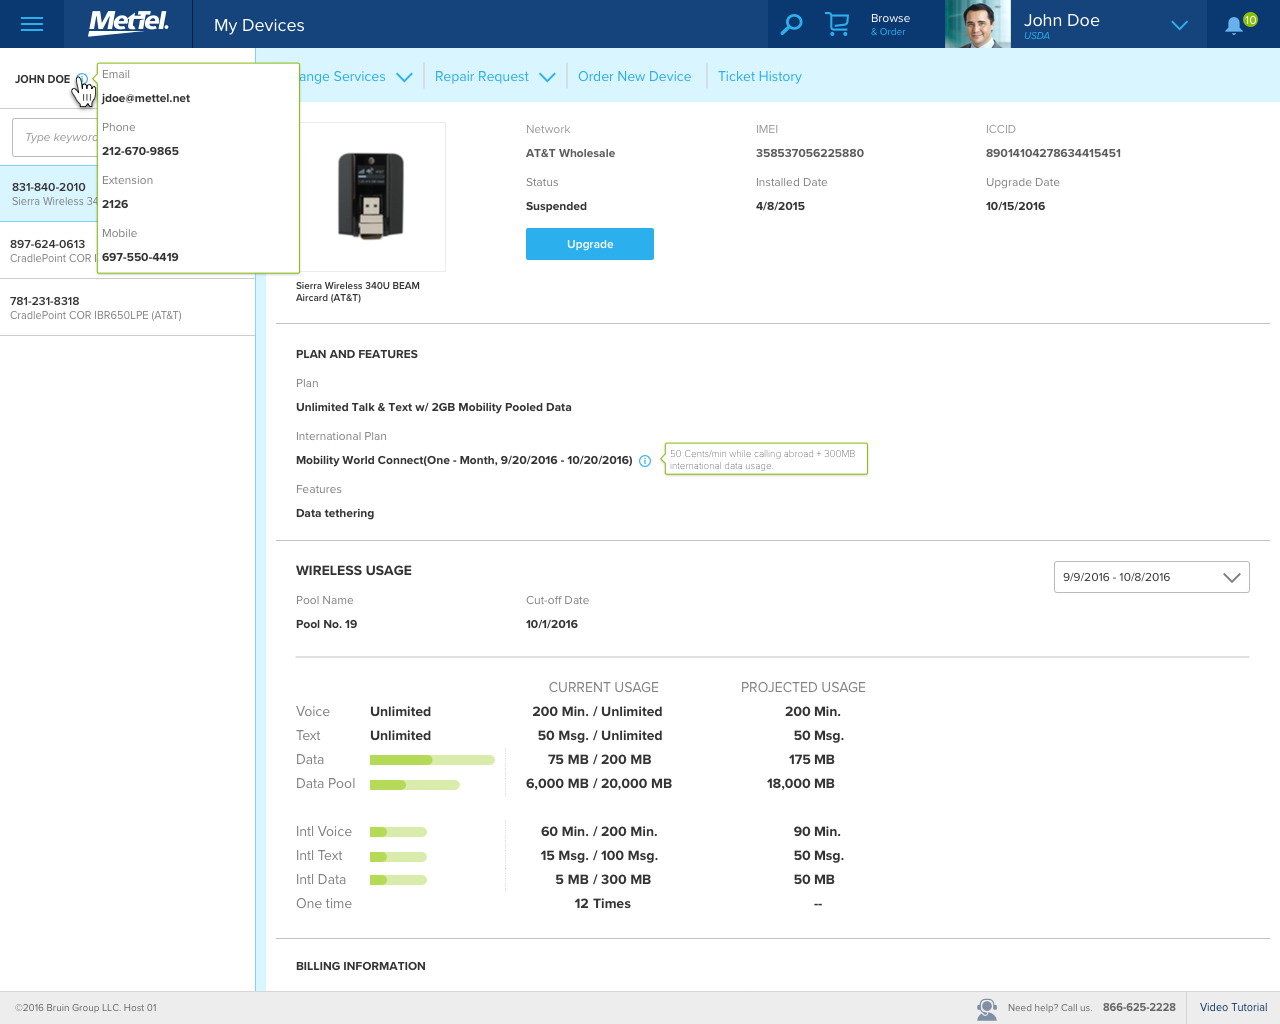 MetTel.
My Devices
Browse
& Order
John Doe
USDA
10
JOHN DOE
Email
jdoe@mettel.net
Phone
212-670-9865
Extension
2126
Mobile
697-550-4419
ange Services
Repair Request
Order New Device
Ticket History
Type keywor
831-840-2010
Sierra Wireless 34
897-624-0613
CradlePoint COR I
781-231-8318
CradlePoint COR IBR650LPE (AT&T)
Sierra Wireless 340U BEAM
Aircard (AT&T)
Network
IMEI
ICCID
AT&T Wholesale
358537056225880
89014104278634415451
Status
Installed Date
Upgrade Date
Suspended
4/8/2015
10/15/2016
Upgrade
PLAN AND FEATURES
Plan
Unlimited Talk & Text w/ 2GB Mobility Pooled Data
International Plan
Mobility World Connect(One - Month, 9/20/2016 - 10/20/2016)
50 Cents/min while calling abroad + 300MB
international data usage.
Features
Data tethering
WIRELESS USAGE
9/9/2016 - 10/8/2016
Pool Name
Cut-off Date
Pool No. 19
10/1/2016
CURRENT USAGE
PROJECTED USAGE
Voice Unlimited 200 Min. / Unlimited 200 Min.
Text Unlimited 50 Msg. / Unlimited 50 Msg.
Data 75 MB / 200 MB 175 MB
Data Pool 6,000 MB / 20,000 MB 18,000 MB
Intl Voice 60 Min. / 200 Min. 90 Min.
Intl Text 15 Msg. / 100 Msg. 50 Msg.
Intl Data 5 MB / 300 MB 50 MB
One time 12 Times --
BILLING INFORMATION
©2016 Bruin Group LLC. Host 01
Need help? Call us. 866-625-2228
Video Tutorial